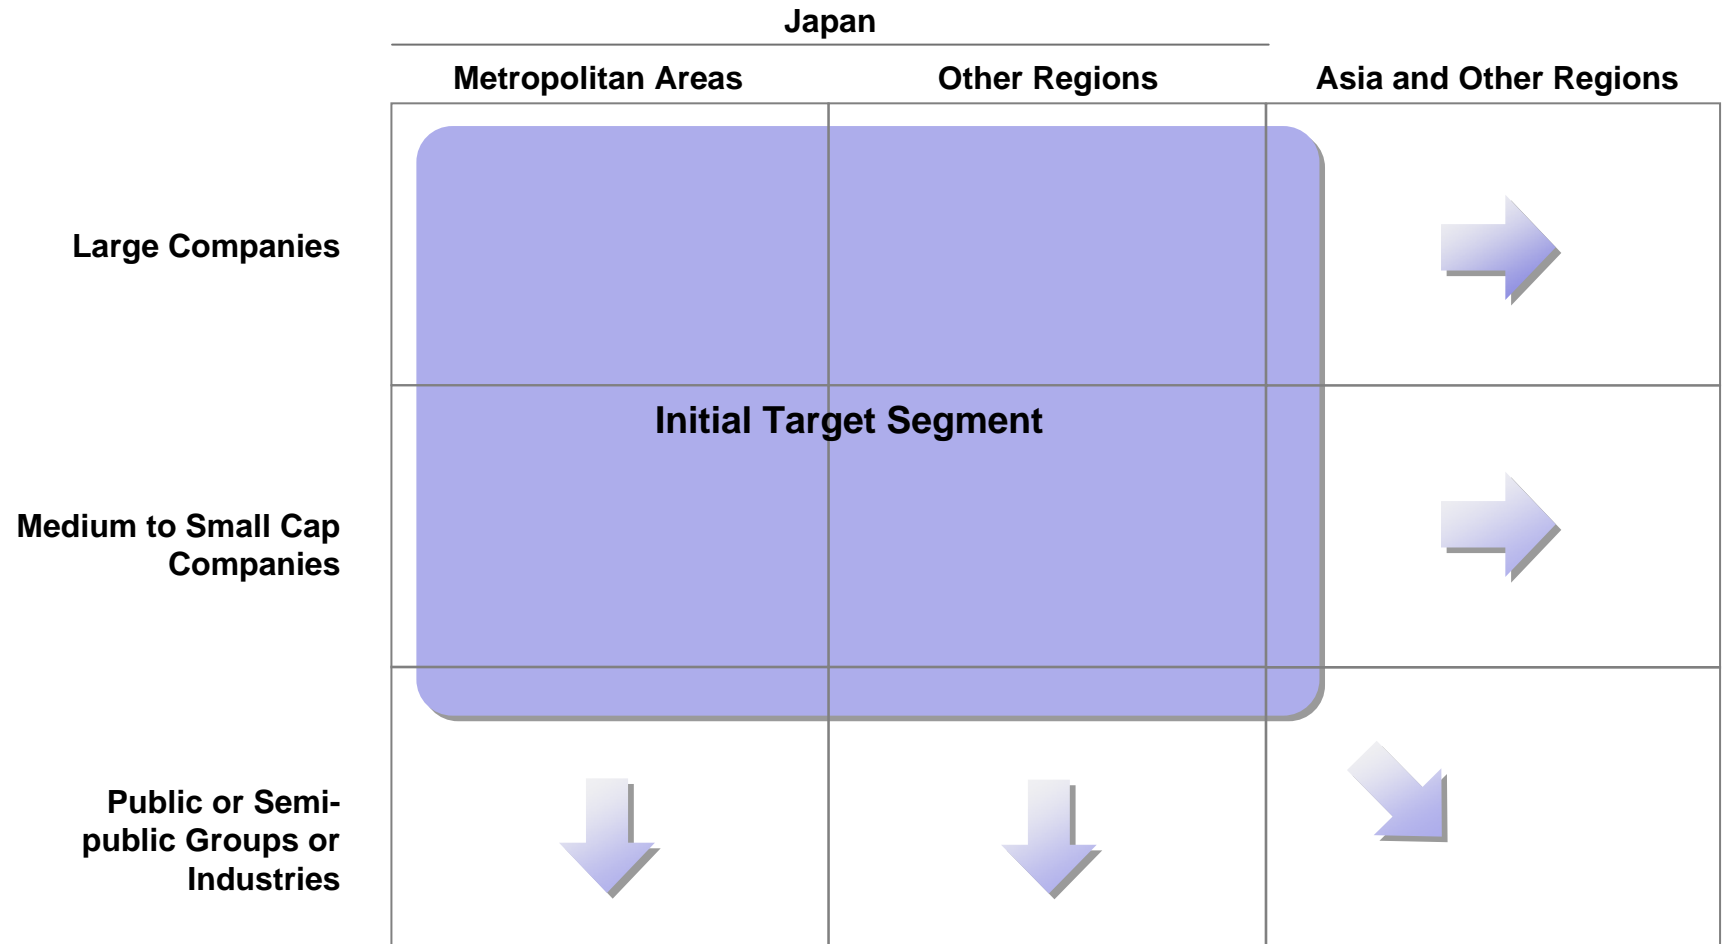 Japan
Metropolitan Areas
Other Regions
Asia and Other Regions
Large Companies
Initial Target Segment
Medium to Small Cap
Companies
Public or Semi-
public Groups or
Industries